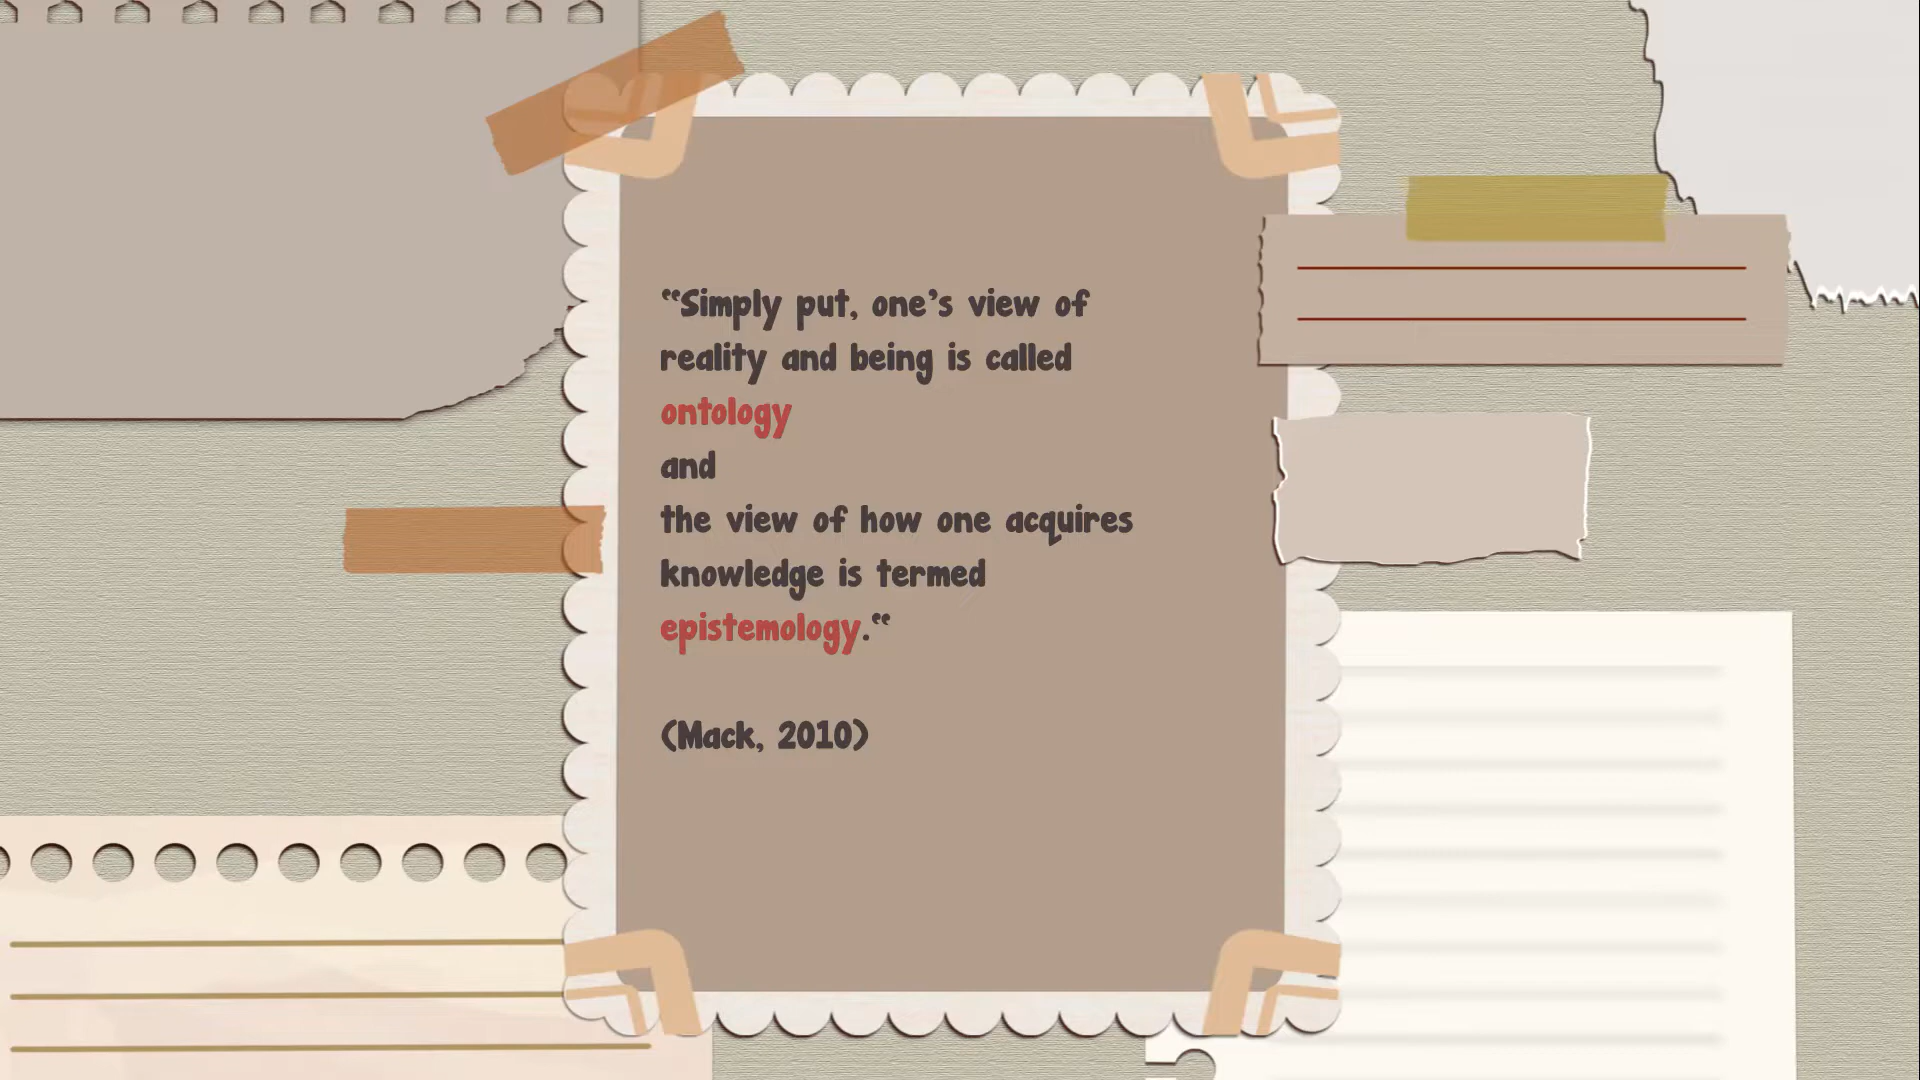 “Simply put, one’s view of
reality and being is called
ontology
and
the view of how one acquires
knowledge is termed
epistemology.“
(Mack, 2010)